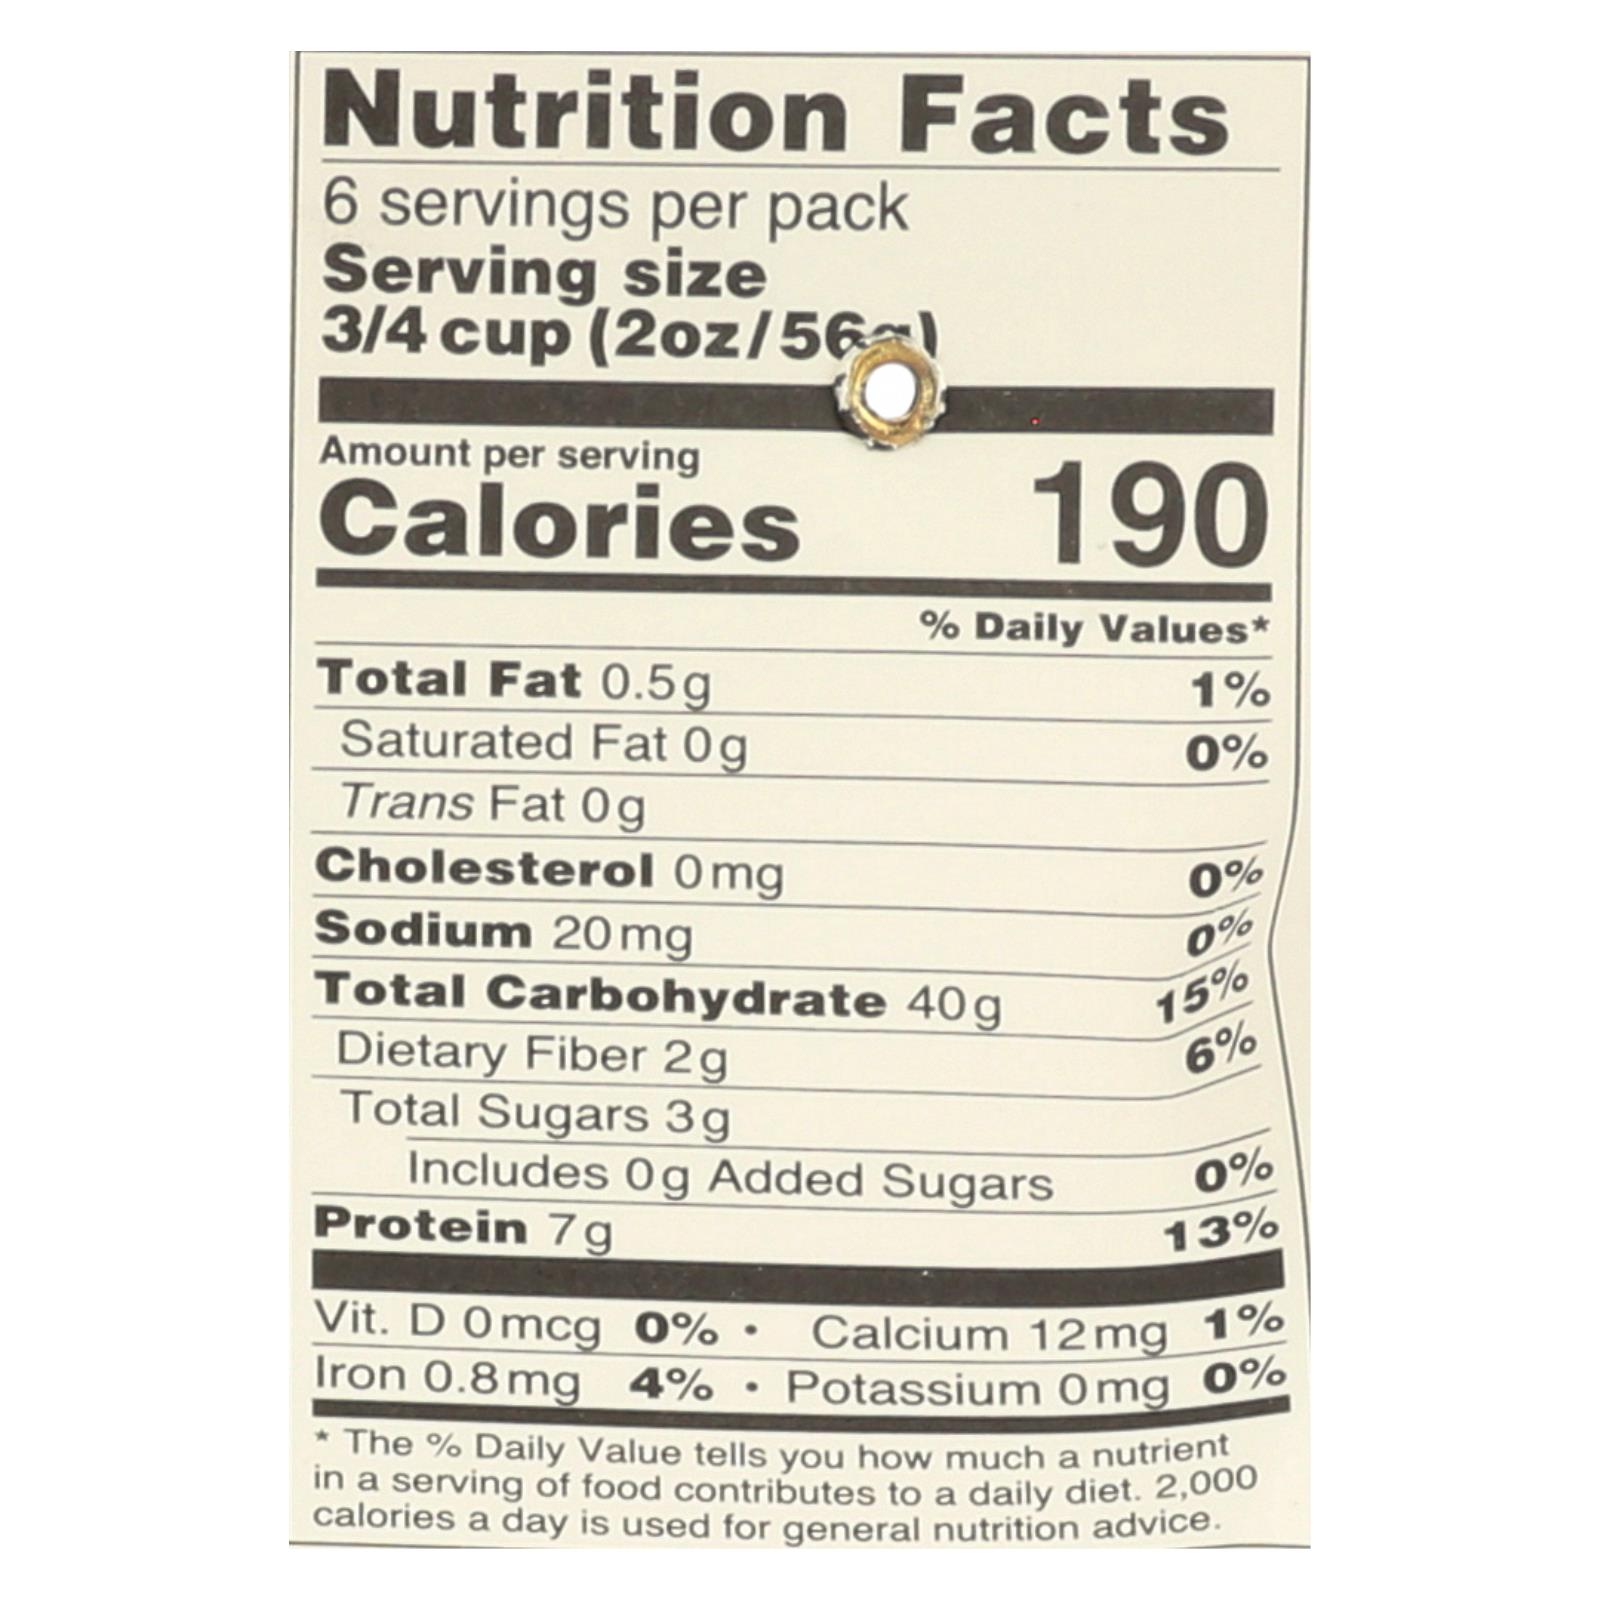 Nutrition Facts
6 servings per pack
Serving size
3/4 cup (2oz/56g)
Amount per serving
Calories 190
% Daily Values*
Total Fat 0.5g 1%
Saturated Fat 0g 0%
Trans Fat 0g
Cholesterol 0mg 0%
Sodium 20mg 0%
Total Carbohydrate 40g 15%
Dietary Fiber 2g 6%
Total Sugars 3g
Includes 0g Added Sugars 0%
Protein 7g 13%
Vit. D 0mcg 0% • Calcium 12mg 1%
Iron 0.8mg 4% • Potassium 0mg 0%
* The % Daily Value tells you how much a nutrient
in a serving of food contributes to a daily diet. 2,000
calories a day is used for general nutrition advice.